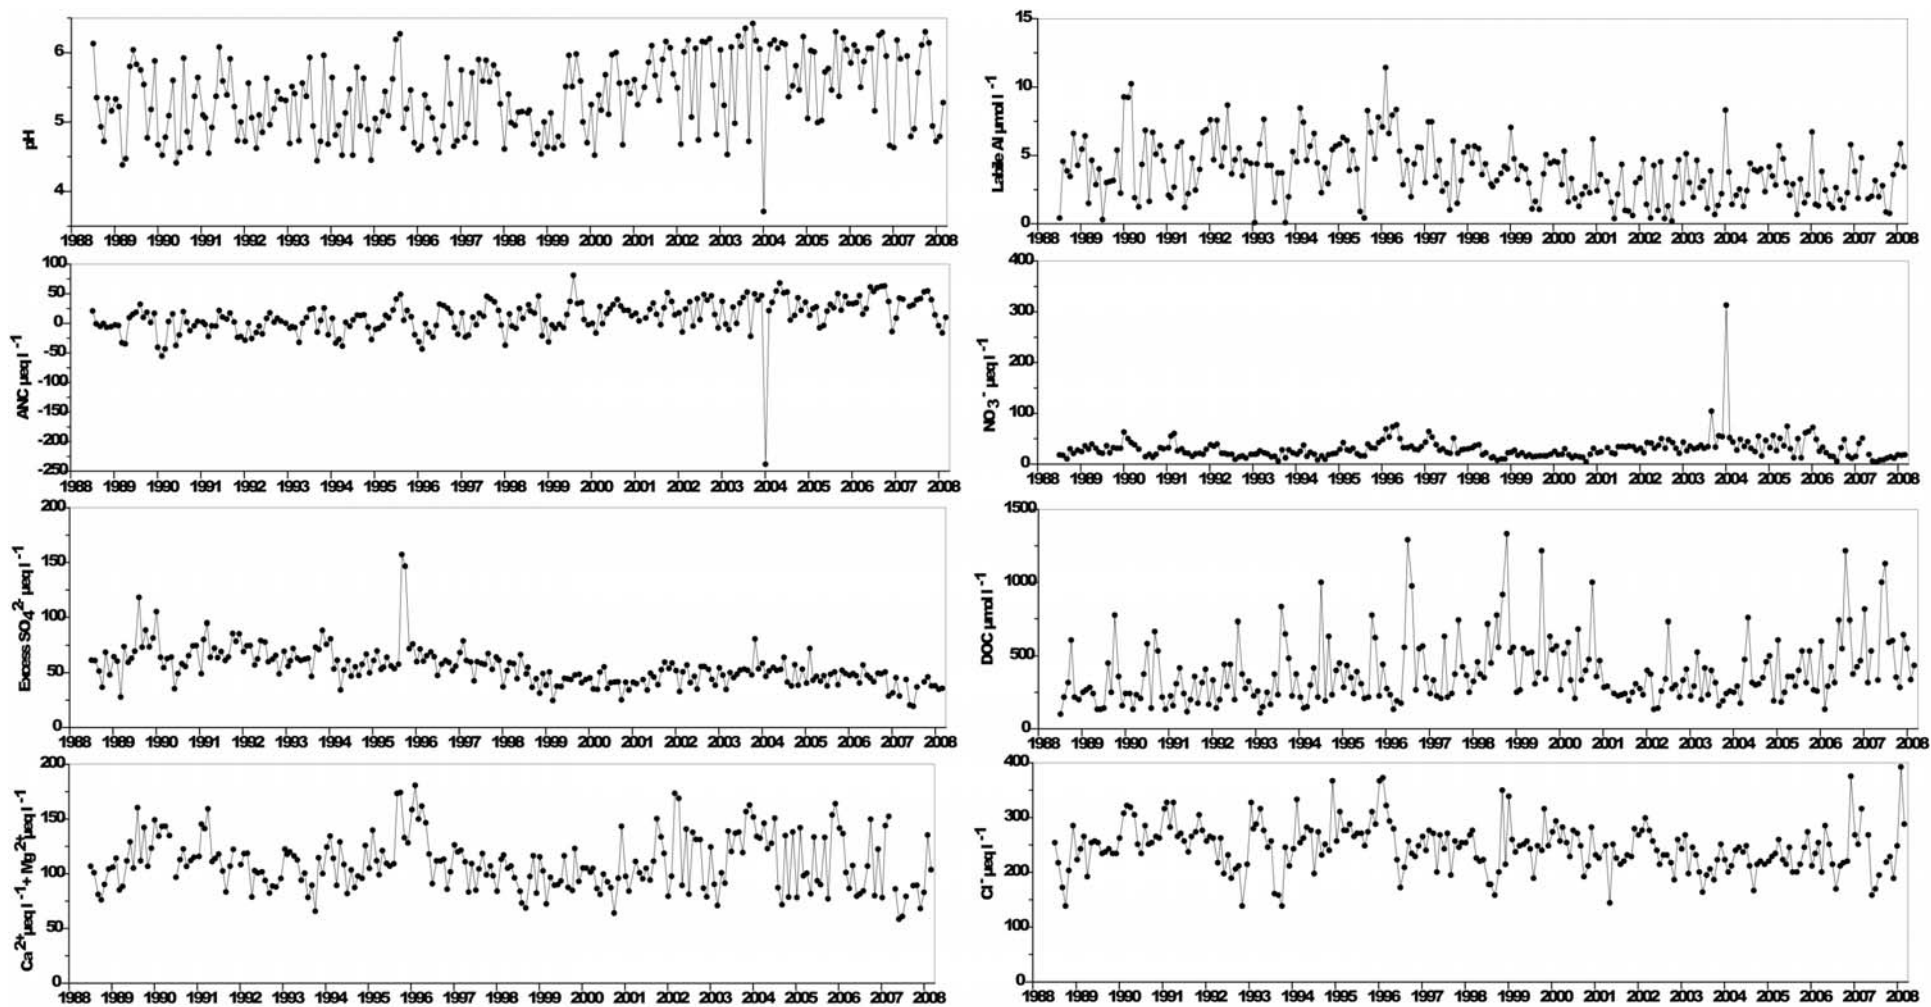 6
5
4
pH
1988 1989 1990 1991 1992 1993 1994 1995 1996 1997 1998 1999 2000 2001 2002 2003 2004 2005 2006 2007 2008
15
10
5
0
Labile Al µmol l⁻¹
1988 1989 1990 1991 1992 1993 1994 1995 1996 1997 1998 1999 2000 2001 2002 2003 2004 2005 2006 2007 2008
100
50
0
-50
-100
-150
-200
-250
ANC µeq l⁻¹
1988 1989 1990 1991 1992 1993 1994 1995 1996 1997 1998 1999 2000 2001 2002 2003 2004 2005 2006 2007 2008
400
300
200
100
0
NO₃⁻ µeq l⁻¹
1988 1989 1990 1991 1992 1993 1994 1995 1996 1997 1998 1999 2000 2001 2002 2003 2004 2005 2006 2007 2008
200
150
100
50
0
Excess SO₄²⁻ µeq l⁻¹
1988 1989 1990 1991 1992 1993 1994 1995 1996 1997 1998 1999 2000 2001 2002 2003 2004 2005 2006 2007 2008
1500
1000
500
0
DOC µmol l⁻¹
1988 1989 1990 1991 1992 1993 1994 1995 1996 1997 1998 1999 2000 2001 2002 2003 2004 2005 2006 2007 2008
200
150
100
50
0
Ca²⁺µeq l⁻¹+ Mg²⁺µeq l⁻¹
1988 1989 1990 1991 1992 1993 1994 1995 1996 1997 1998 1999 2000 2001 2002 2003 2004 2005 2006 2007 2008
400
300
200
100
0
Cl⁻ µeq l⁻¹
1988 1989 1990 1991 1992 1993 1994 1995 1996 1997 1998 1999 2000 2001 2002 2003 2004 2005 2006 2007 2008